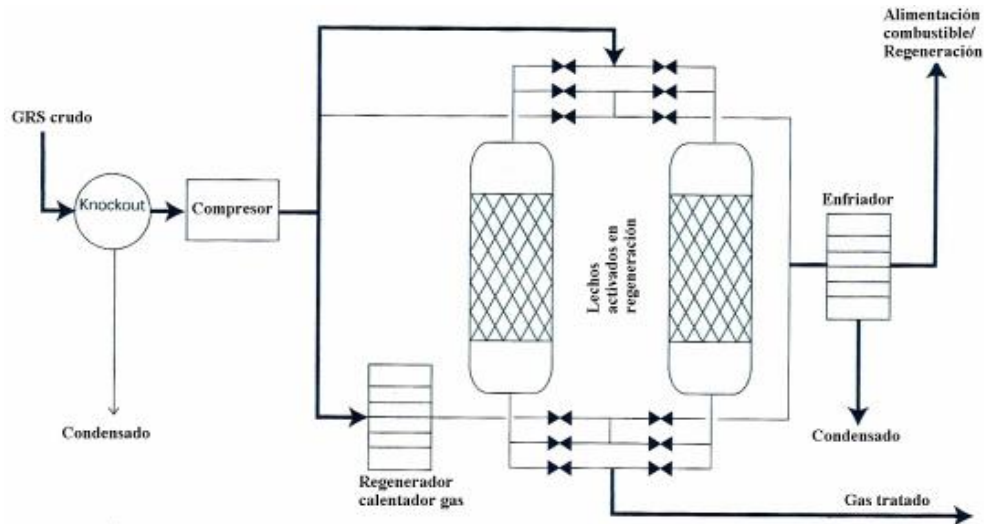 Alimentación
combustible/
Regeneración
GRS crudo
Knockout
Compresor
Enfriador
Lechos
activados en
regeneración
Condensado
Condensado
Regenerador
calentador gas
Gas tratado